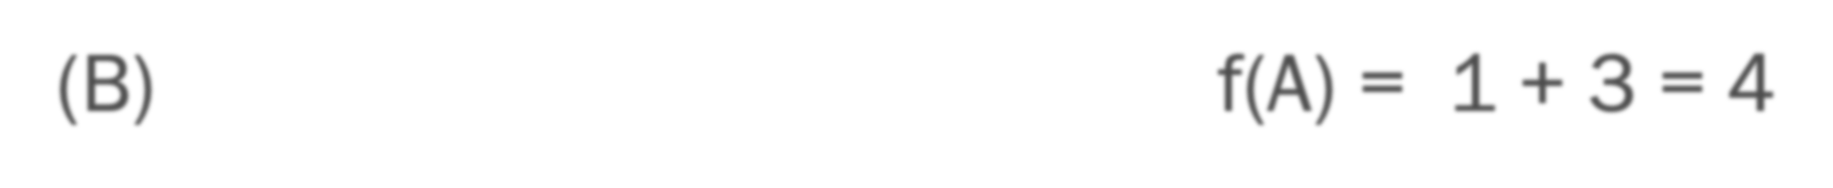 (B) f(A) = 1 + 3 = 4